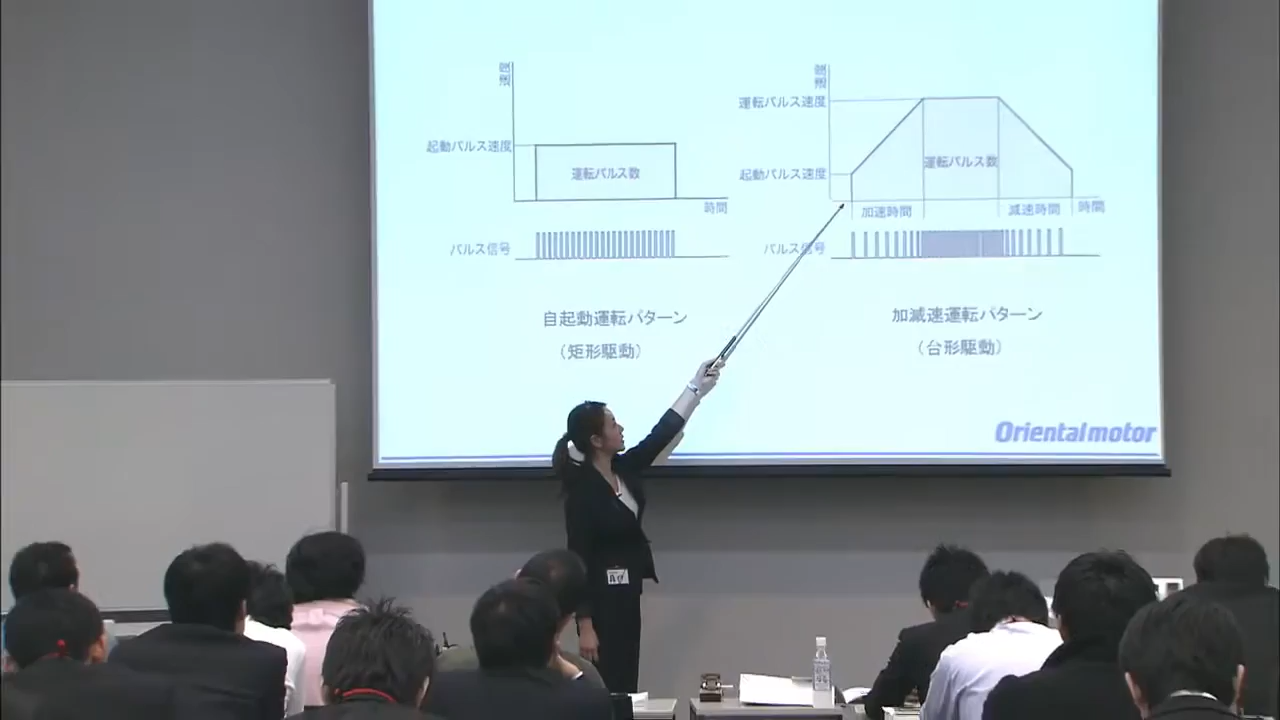 起動パルス速度
運転パルス数
時間
パルス信号
自起動運転パターン
(矩形駆動)
運転パルス速度
起動パルス速度
運転パルス数
加速時間
減速時間
時間
パルス信号
加減速運転パターン
(台形駆動)
Orientalmotor